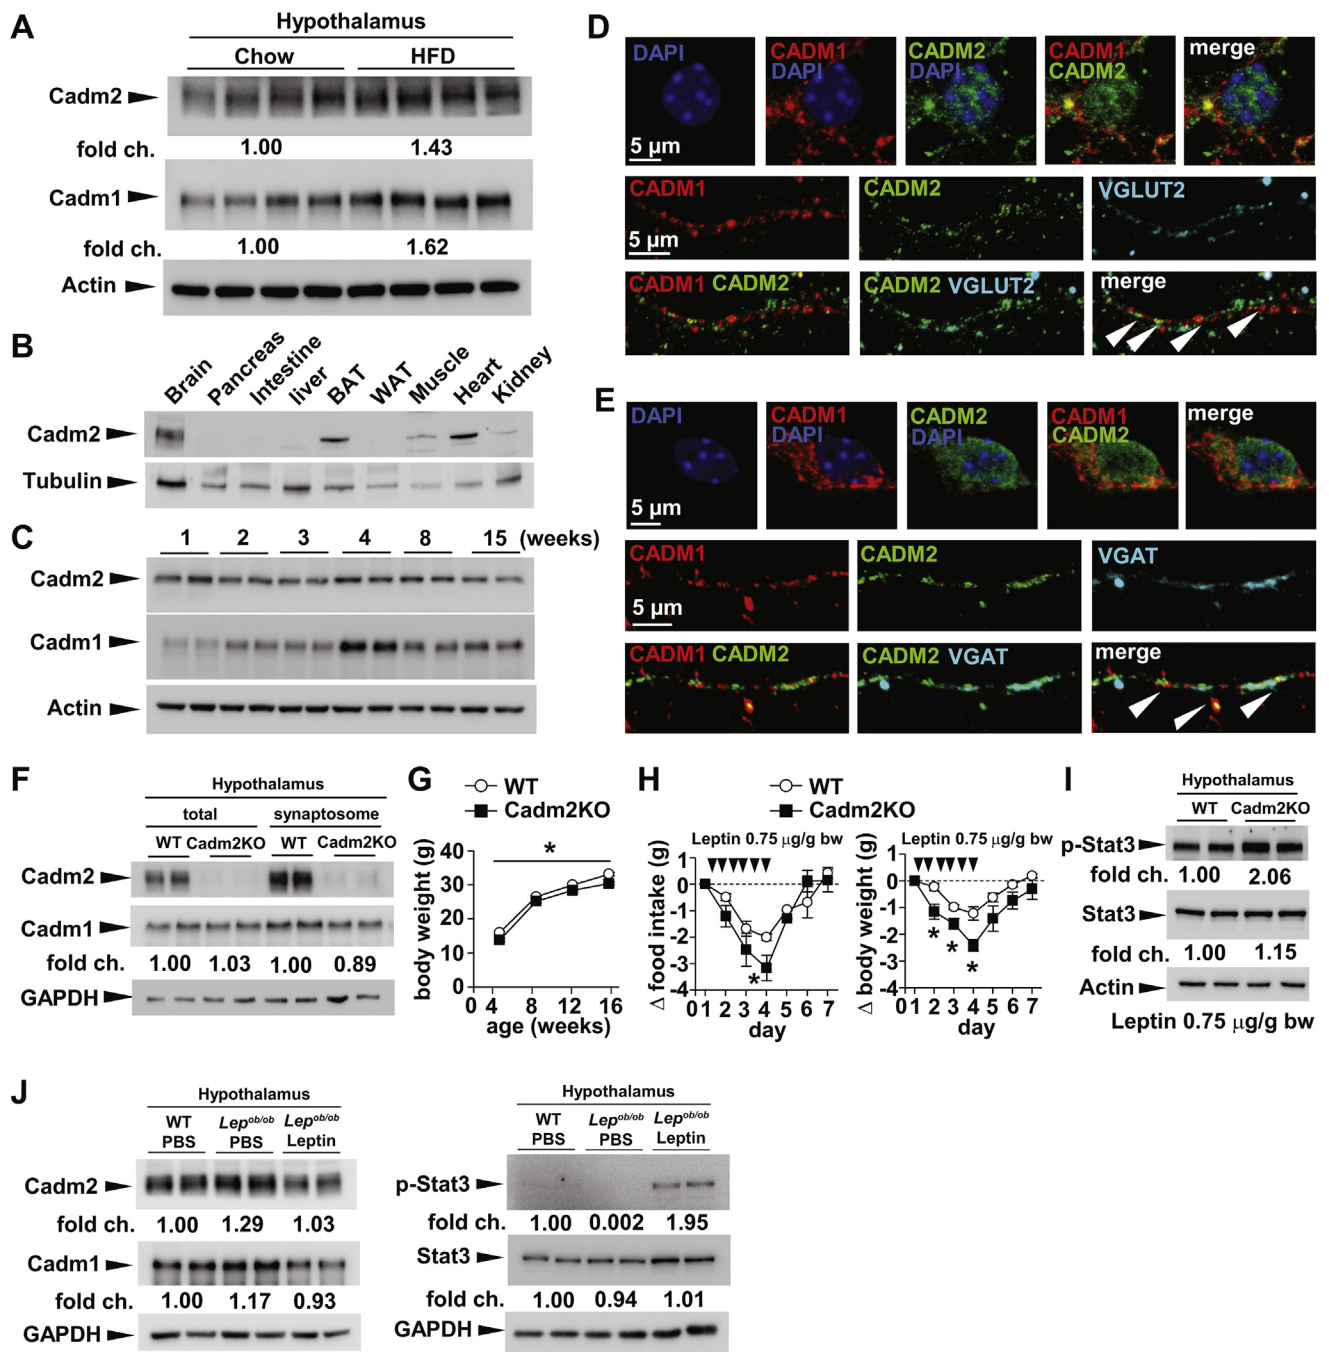 A
Hypothalamus
Chow HFD
Cadm2
fold ch. 1.00 1.43
Cadm1
fold ch. 1.00 1.62
Actin
B
Brain Pancreas Intestine liver BAT WAT Muscle Heart Kidney
Cadm2
Tubulin
C
1 2 3 4 8 15 (weeks)
Cadm2
Cadm1
Actin
D
DAPI
CADM1
DAPI
CADM2
DAPI
CADM1
CADM2
merge
5 µm
CADM1
CADM2
VGLUT2
5 µm
CADM1 CADM2
CADM2 VGLUT2
merge
E
DAPI
CADM1
DAPI
CADM2
DAPI
CADM1
CADM2
merge
5 µm
CADM1
CADM2
VGAT
5 µm
CADM1 CADM2
CADM2 VGAT
merge
F
Hypothalamus
total synaptosome
WT Cadm2KO WT Cadm2KO
Cadm2
Cadm1
fold ch. 1.00 1.03 1.00 0.89
GAPDH
G
WT
Cadm2KO
body weight (g)
40
30
20
10
0
*
0 4 8 12 16
age (weeks)
H
WT
Cadm2KO
Leptin 0.75 µg/g bw
Δ food intake (g)
1
0
-1
-2
-3
-4
*
0 1 2 3 4 5 6 7
day
Leptin 0.75 µg/g bw
Δ body weight (g)
1
0
-1
-2
-3
-4
* * *
0 1 2 3 4 5 6 7
day
I
Hypothalamus
WT Cadm2KO
p-Stat3
fold ch. 1.00 2.06
Stat3
fold ch. 1.00 1.15
Actin
Leptin 0.75 µg/g bw
J
Hypothalamus
WT Lepob/ob Lepob/ob
PBS PBS Leptin
Cadm2
fold ch. 1.00 1.29 1.03
Cadm1
fold ch. 1.00 1.17 0.93
GAPDH
Hypothalamus
WT Lepob/ob Lepob/ob
PBS PBS Leptin
p-Stat3
fold ch. 1.00 0.002 1.95
Stat3
fold ch. 1.00 0.94 1.01
GAPDH